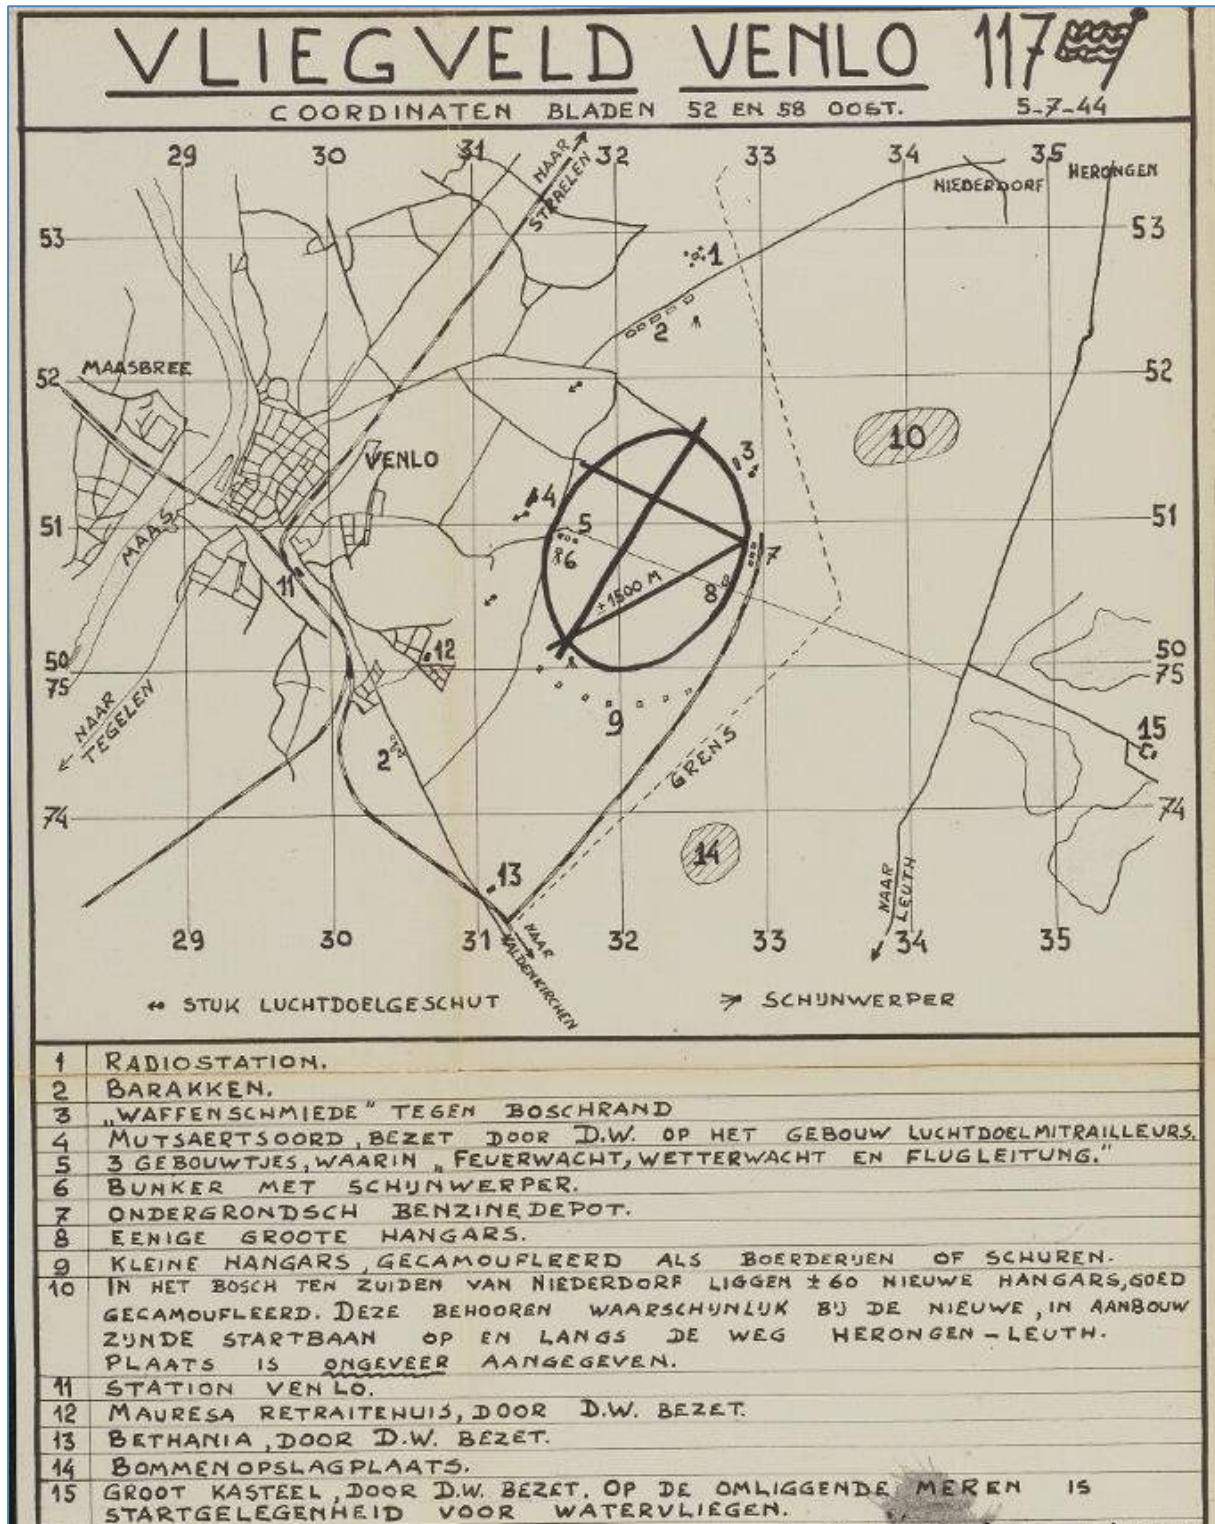 VLIEGVELD VENLO 117
COORDINATEN BLADEN 52 EN 58 OOST. 5-7-44
29 30 31 32 33 34 35
NAAR STRAELEN
NIEDERDORF HERONGEN
53 53
1
2
MAASBREE
52 52
10
3
VENLO
4
51 51
5
MAAS
6 7
11 8
± 1500 M
12
50 50
75 75
NAAR TEGELEN
9
15
2
GRENS
74 74
14
13
NAAR LEUTH
29 30 31 32 33 34 35
NAAR KALDENKIRCHEN
STUK LUCHTDOELGESCHUT SCHIJNWERPER
1 RADIOSTATION.
2 BARAKKEN.
3 „WAFFENSCHMIEDE" TEGEN BOSCHRAND
4 MUTSAERTSOORD, BEZET DOOR D.W. OP HET GEBOUW LUCHTDOELMITRAILLEURS.
5 3 GEBOUWTJES, WAARIN „FEUERWACHT, WETTERWACHT EN FLUGLEITUNG."
6 BUNKER MET SCHIJNWERPER.
7 ONDERGRONDSCH BENZINEDEPOT.
8 EENIGE GROOTE HANGARS.
9 KLEINE HANGARS, GECAMOUFLEERD ALS BOERDERIJEN OF SCHUREN.
10 IN HET BOSCH TEN ZUIDEN VAN NIEDERDORF LIGGEN ± 60 NIEUWE HANGARS, GOED
GECAMOUFLEERD. DEZE BEHOOREN WAARSCHIJNLIJK BIJ DE NIEUWE, IN AANBOUW
ZIJNDE STARTBAAN OP EN LANGS DE WEG HERONGEN - LEUTH.
PLAATS IS ONGEVEER AANGEGEVEN.
11 STATION VENLO.
12 MAURESA RETRAITEHUIS, DOOR D.W. BEZET.
13 BETHANIA, DOOR D.W. BEZET.
14 BOMMENOPSLAGPLAATS.
15 GROOT KASTEEL, DOOR D.W. BEZET. OP DE OMLIGGENDE MEREN IS
STARTGELEGENHEID VOOR WATERVLIEGEN.